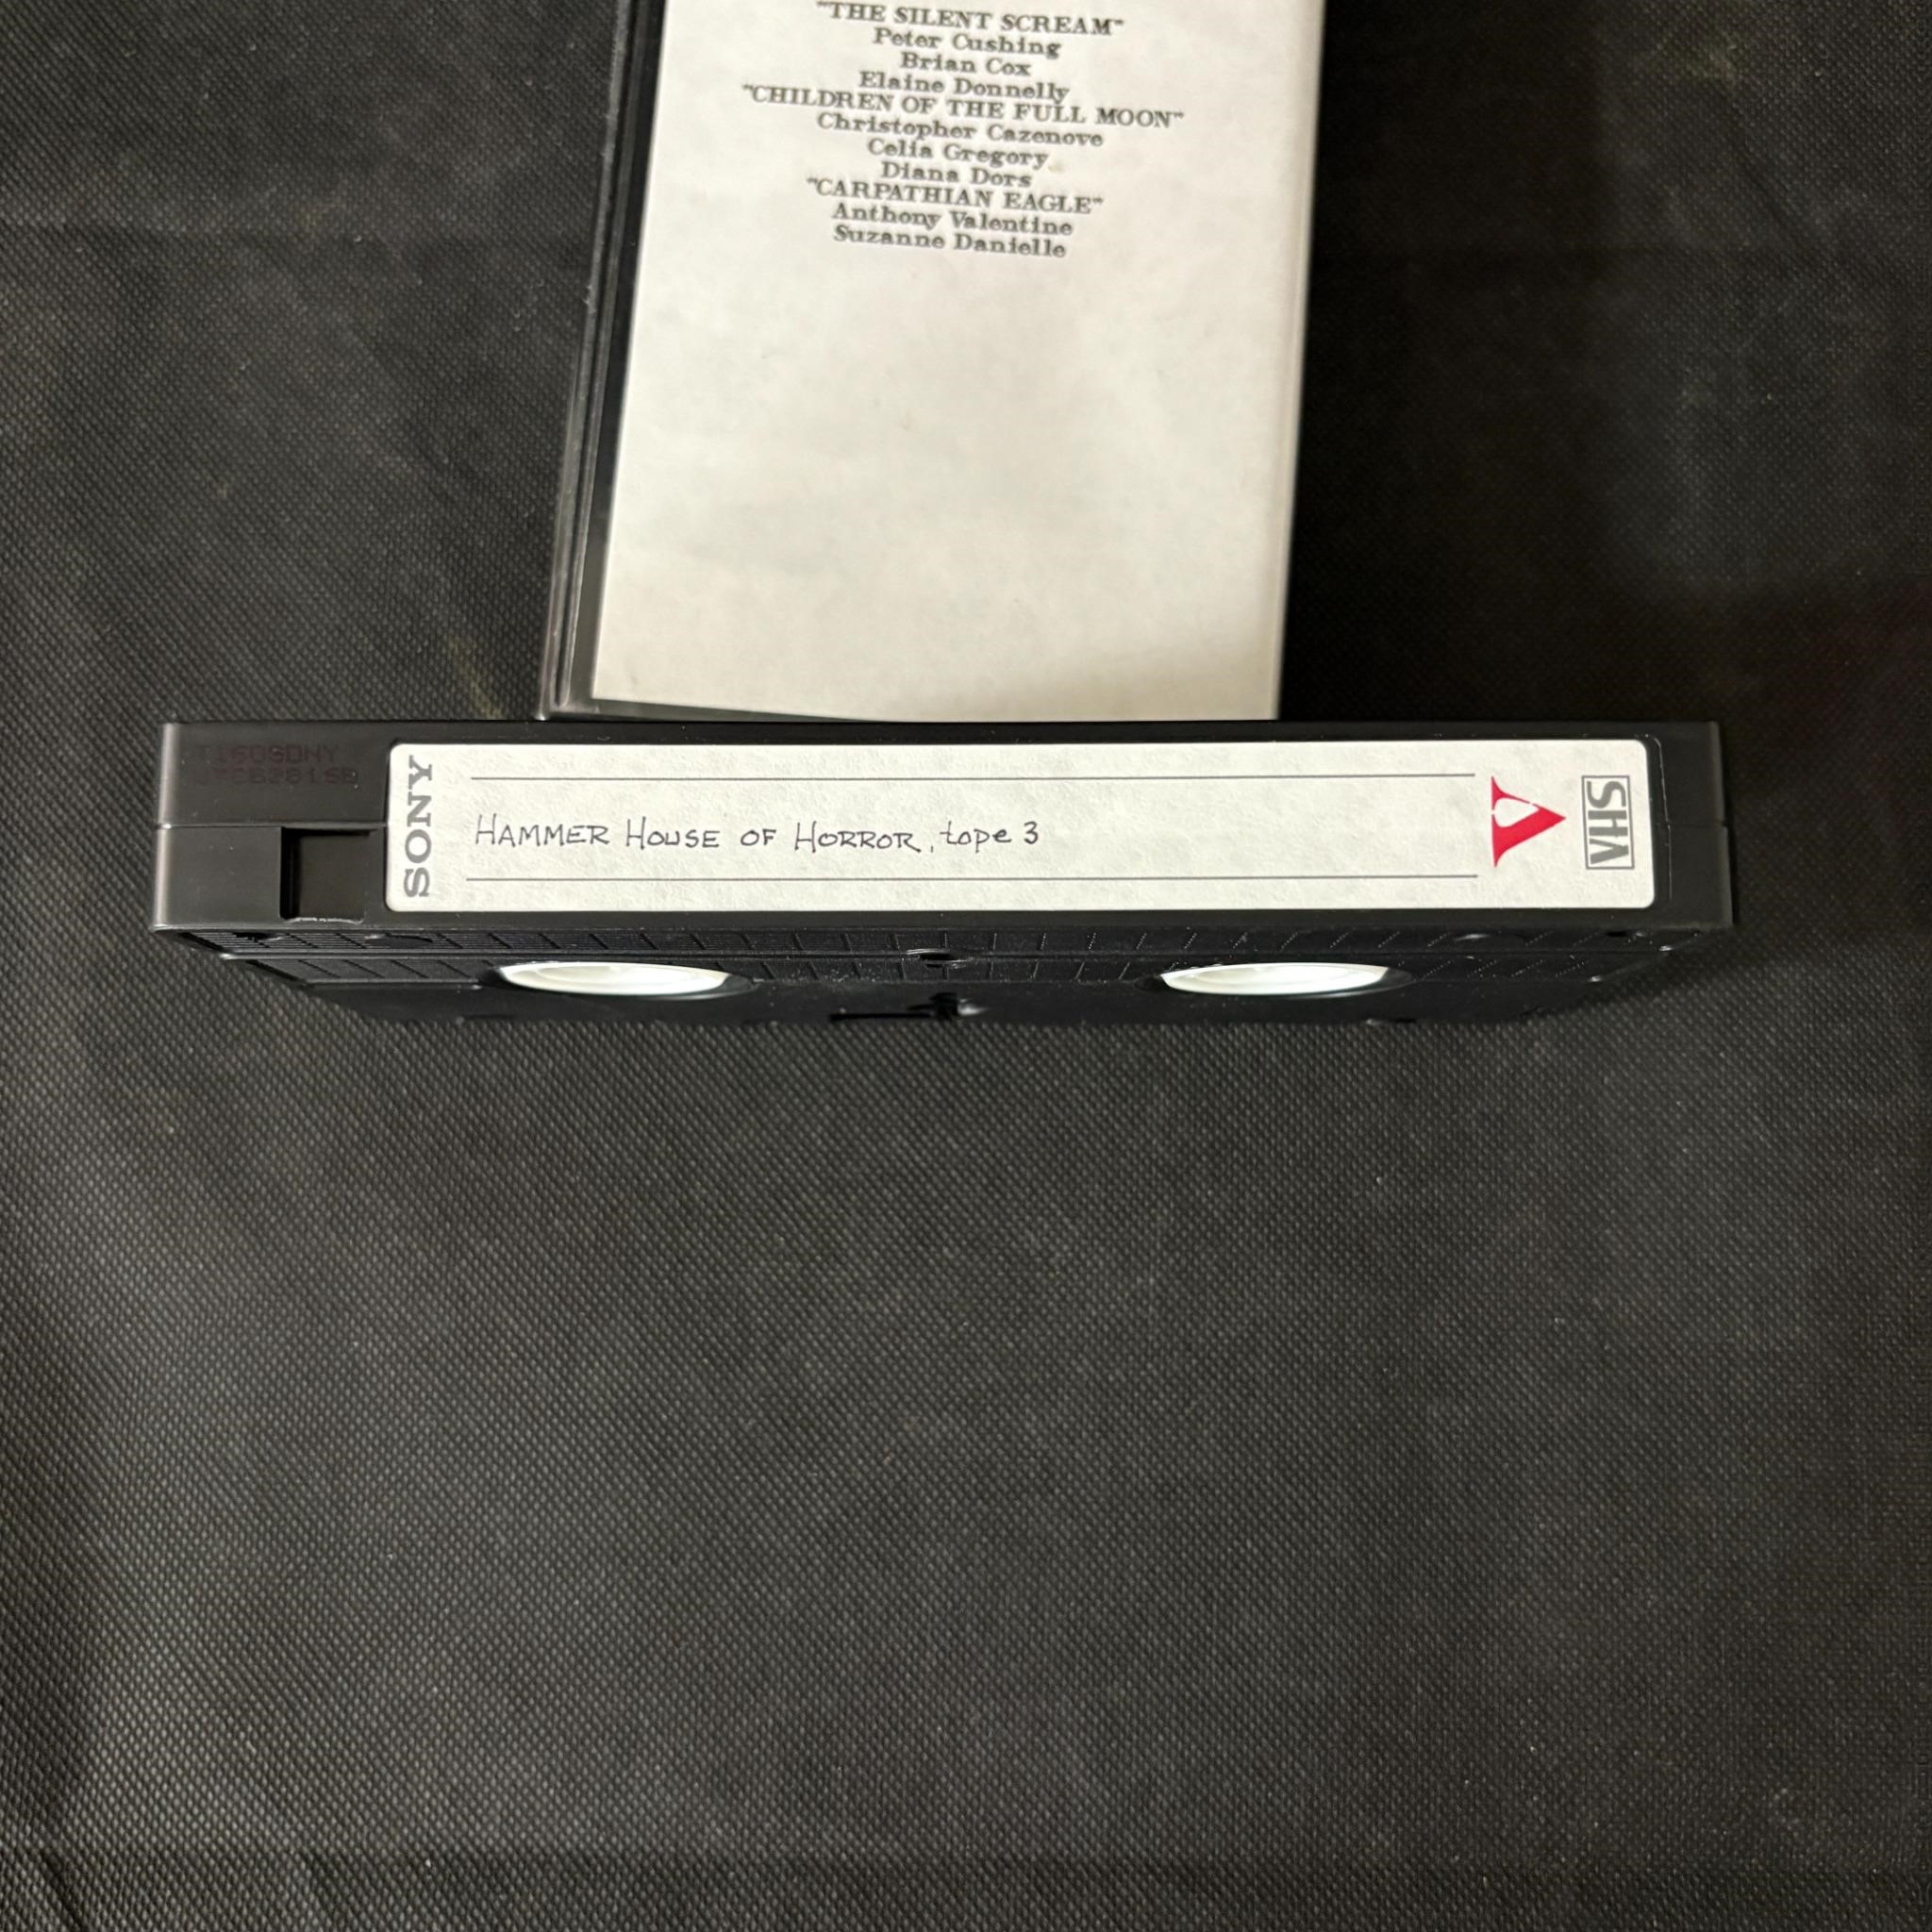 "THE SILENT SCREAM"
Peter Cushing
Brian Cox
Elaine Donnelly
"CHILDREN OF THE FULL MOON"
Christopher Cazenove
Celia Gregory
Diana Dors
"CARPATHIAN EAGLE"
Anthony Valentine
Suzanne Danielle
T160SONY
SONY
HAMMER HOUSE OF HORROR, tape 3
V
VHS